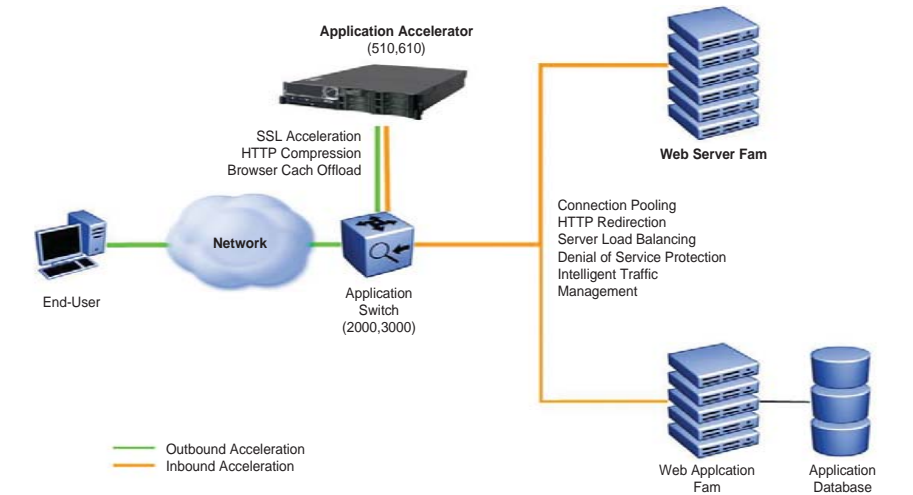 Application Accelerator
(510,610)
SSL Acceleration
HTTP Compression
Browser Cach Offload
Web Server Fam
Connection Pooling
HTTP Redirection
Server Load Balancing
Denial of Service Protection
Intelligent Traffic
Management
Network
End-User
Application
Switch
(2000,3000)
Outbound Acceleration
Inbound Acceleration
Web Applcation
Fam
Application
Database